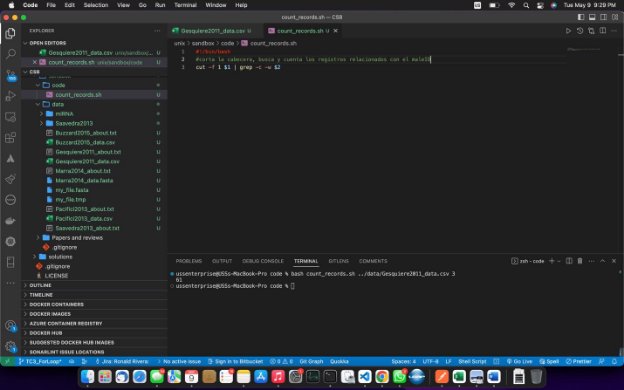 Code File Edit Selection View Go Run Terminal Window Help
Tue May 9 9:29 PM
count_records.sh — CSB
EXPLORER
OPEN EDITORS
Gesquiere2011_data.csv unix/sandbox/... U
count_records.sh unix/sandbox/code U
CSB
code
count_records.sh U
data
miRNA
Saavedra2013
Buzzard2015_about.txt U
Buzzard2015_data.csv U
Gesquiere2011_about.txt U
Gesquiere2011_data.csv U
Marra2014_about.txt U
Marra2014_data.fasta U
my_file.fasta U
my_file.tmp U
Pacifici2013_about.txt U
Pacifici2013_data.csv U
Saavedra2013_about.txt U
Papers and reviews
.gitignore
solutions
.gitignore
LICENSE
OUTLINE
TIMELINE
DOCKER CONTAINERS
DOCKER IMAGES
AZURE CONTAINER REGISTRY
DOCKER HUB
SUGGESTED DOCKER HUB IMAGES
SONARLINT ISSUE LOCATIONS
Gesquiere2011_data.csv U
count_records.sh U
unix > sandbox > code > count_records.sh
1 #!/bin/bash
2 #corta la cabecera, busca y cuenta los registros relacionados con el maleID
3 cut -f 1 $1 | grep -c -w $2
PROBLEMS OUTPUT DEBUG CONSOLE TERMINAL GITLENS COMMENTS
zsh - code
ussenterprise@USSs-MacBook-Pro code % bash count_records.sh ../data/Gesquiere2011_data.csv 3
61
ussenterprise@USSs-MacBook-Pro code %
TC3_ForLoop* Jira: Ronald Rivera: No active issue Sign in to Bitbucket 0 0 Git Graph Quokka
Spaces: 4 UTF-8 LF Shell Script Go Live Spell Prettier